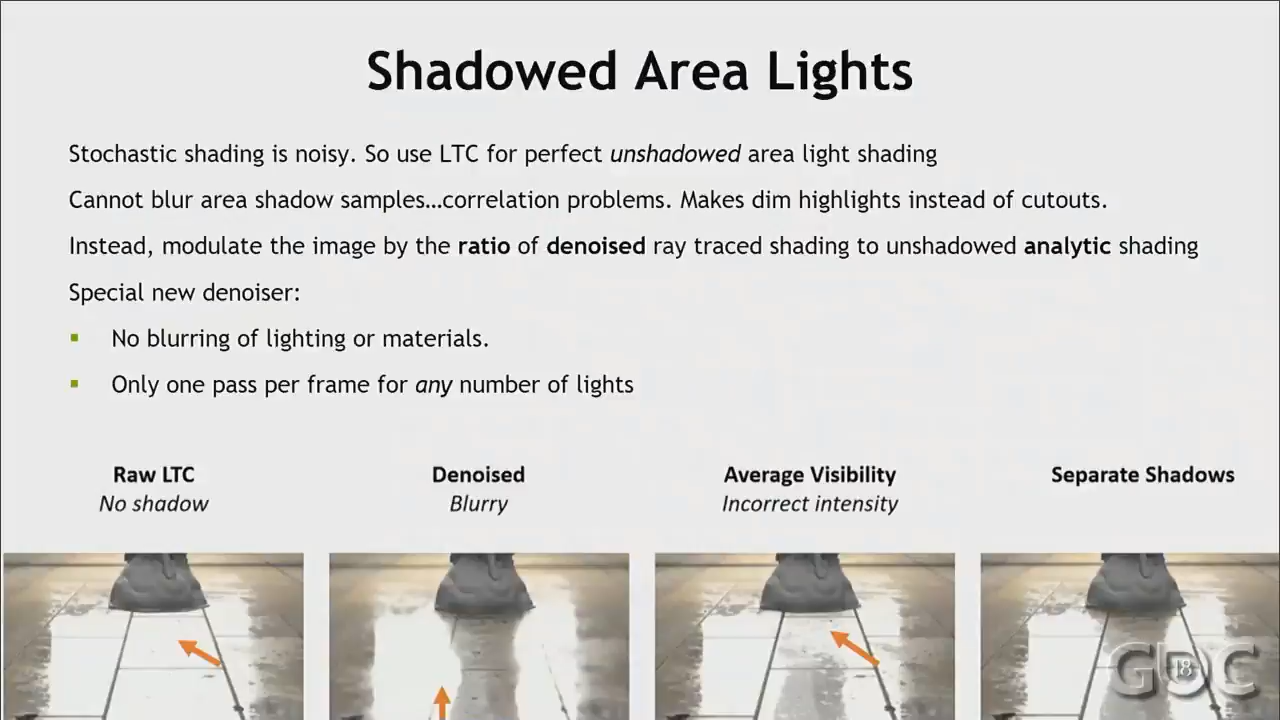 Shadowed Area Lights
Stochastic shading is noisy. So use LTC for perfect unshadowed area light shading
Cannot blur area shadow samples…correlation problems. Makes dim highlights instead of cutouts.
Instead, modulate the image by the ratio of denoised ray traced shading to unshadowed analytic shading
Special new denoiser:
▪ No blurring of lighting or materials.
▪ Only one pass per frame for any number of lights
Raw LTC
No shadow
Denoised
Blurry
Average Visibility
Incorrect intensity
Separate Shadows
GDC
18